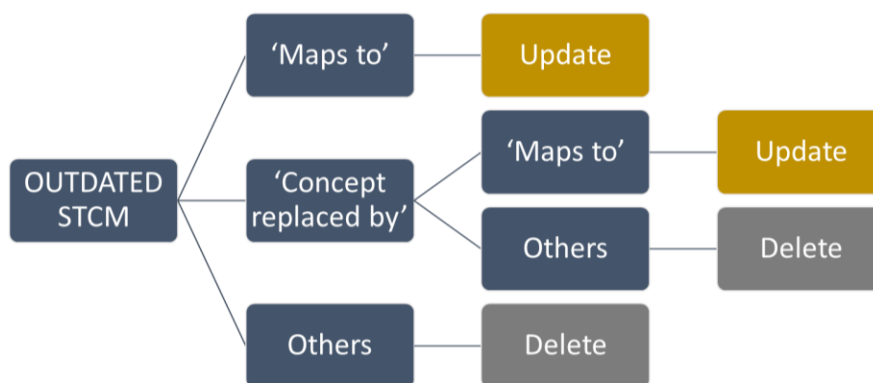 ‘Maps to’
Update
‘Maps to’
Update
OUTDATED
STCM
‘Concept
replaced by’
Others
Delete
Others
Delete